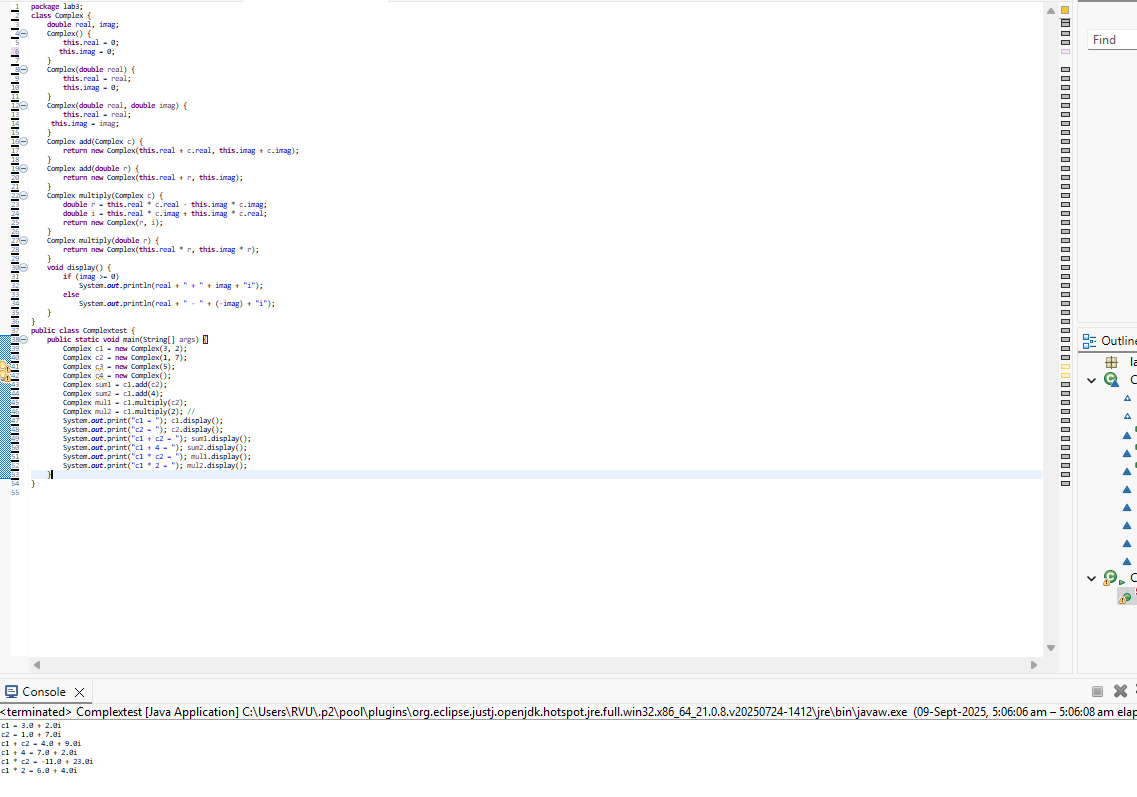 1 package lab3;
2 class Complex {
3 double real, imag;
4 Complex() {
5 this.real = 0;
6 this.imag = 0;
7 }
8 Complex(double real) {
9 this.real = real;
10 this.imag = 0;
11 }
12 Complex(double real, double imag) {
13 this.real = real;
14 this.imag = imag;
15 }
16 Complex add(Complex c) {
17 return new Complex(this.real + c.real, this.imag + c.imag);
18 }
19 Complex add(double r) {
20 return new Complex(this.real + r, this.imag);
21 }
22 Complex multiply(Complex c) {
23 double r = this.real * c.real - this.imag * c.imag;
24 double i = this.real * c.imag + this.imag * c.real;
25 return new Complex(r, i);
26 }
27 Complex multiply(double r) {
28 return new Complex(this.real * r, this.imag * r);
29 }
30 void display() {
31 if (imag >= 0)
32 System.out.println(real + " + " + imag + "i");
33 else
34 System.out.println(real + " - " + (-imag) + "i");
35 }
36 }
37 public class Complextest {
38 public static void main(String[] args) {
39 Complex c1 = new Complex(3, 2);
40 Complex c2 = new Complex(1, 7);
41 Complex c3 = new Complex(5);
42 Complex c4 = new Complex();
43 Complex sum1 = c1.add(c2);
44 Complex sum2 = c1.add(4);
45 Complex mul1 = c1.multiply(c2);
46 Complex mul2 = c1.multiply(2); //
47 System.out.print("c1 = "); c1.display();
48 System.out.print("c2 = "); c2.display();
49 System.out.print("c1 + c2 = "); sum1.display();
50 System.out.print("c1 + 4 = "); sum2.display();
51 System.out.print("c1 * c2 = "); mul1.display();
52 System.out.print("c1 * 2 = "); mul2.display();
53 }
54 }
55
Find
Outline
Console
<terminated> Complextest [Java Application] C:\Users\RVU\.p2\pool\plugins\org.eclipse.justj.openjdk.hotspot.jre.full.win32.x86_64_21.0.8.v20250724-1412\jre\bin\javaw.exe (09-Sept-2025, 5:06:06 am – 5:06:08 am elap
c1 = 3.0 + 2.0i
c2 = 1.0 + 7.0i
c1 + c2 = 4.0 + 9.0i
c1 + 4 = 7.0 + 2.0i
c1 * c2 = -11.0 + 23.0i
c1 * 2 = 6.0 + 4.0i